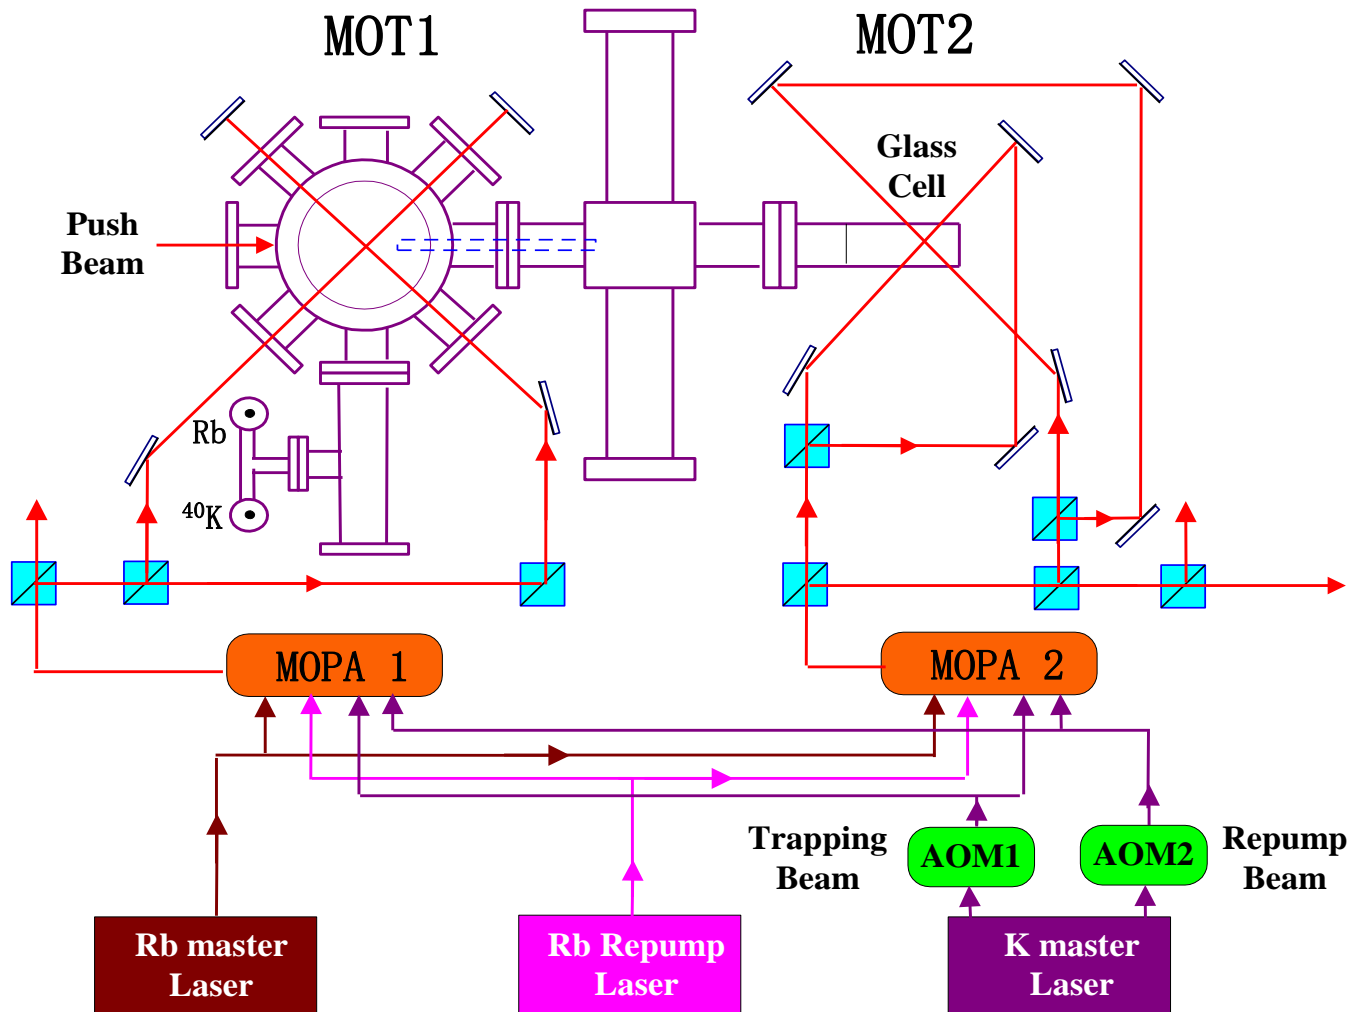 MOT1
MOT2
Glass
Cell
Push
Beam
Rb
⁴⁰K
MOPA 1
MOPA 2
Trapping
Beam
AOM1
AOM2
Repump
Beam
Rb master
Laser
Rb Repump
Laser
K master
Laser